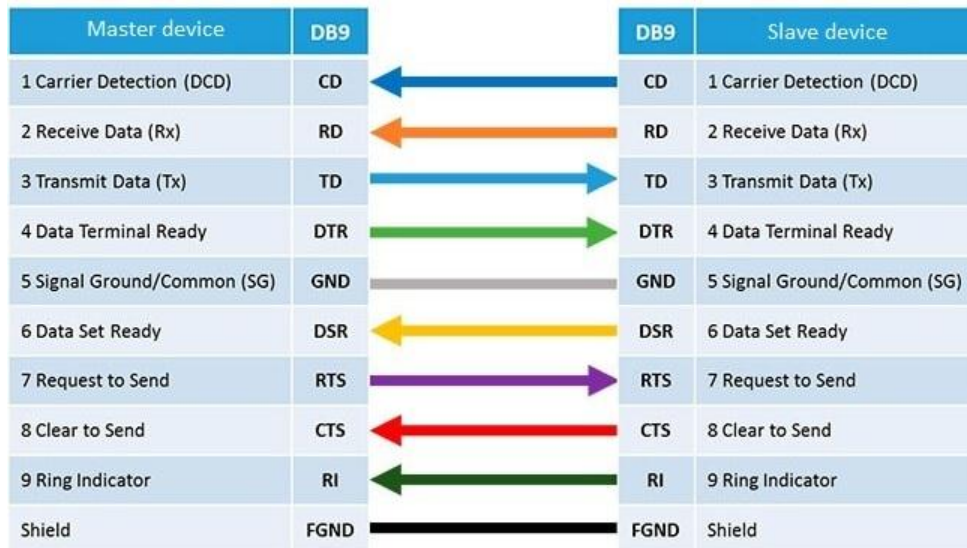 Master device DB9 DB9 Slave device
1 Carrier Detection (DCD) CD CD 1 Carrier Detection (DCD)
2 Receive Data (Rx) RD RD 2 Receive Data (Rx)
3 Transmit Data (Tx) TD TD 3 Transmit Data (Tx)
4 Data Terminal Ready DTR DTR 4 Data Terminal Ready
5 Signal Ground/Common (SG) GND GND 5 Signal Ground/Common (SG)
6 Data Set Ready DSR DSR 6 Data Set Ready
7 Request to Send RTS RTS 7 Request to Send
8 Clear to Send CTS CTS 8 Clear to Send
9 Ring Indicator RI RI 9 Ring Indicator
Shield FGND FGND Shield